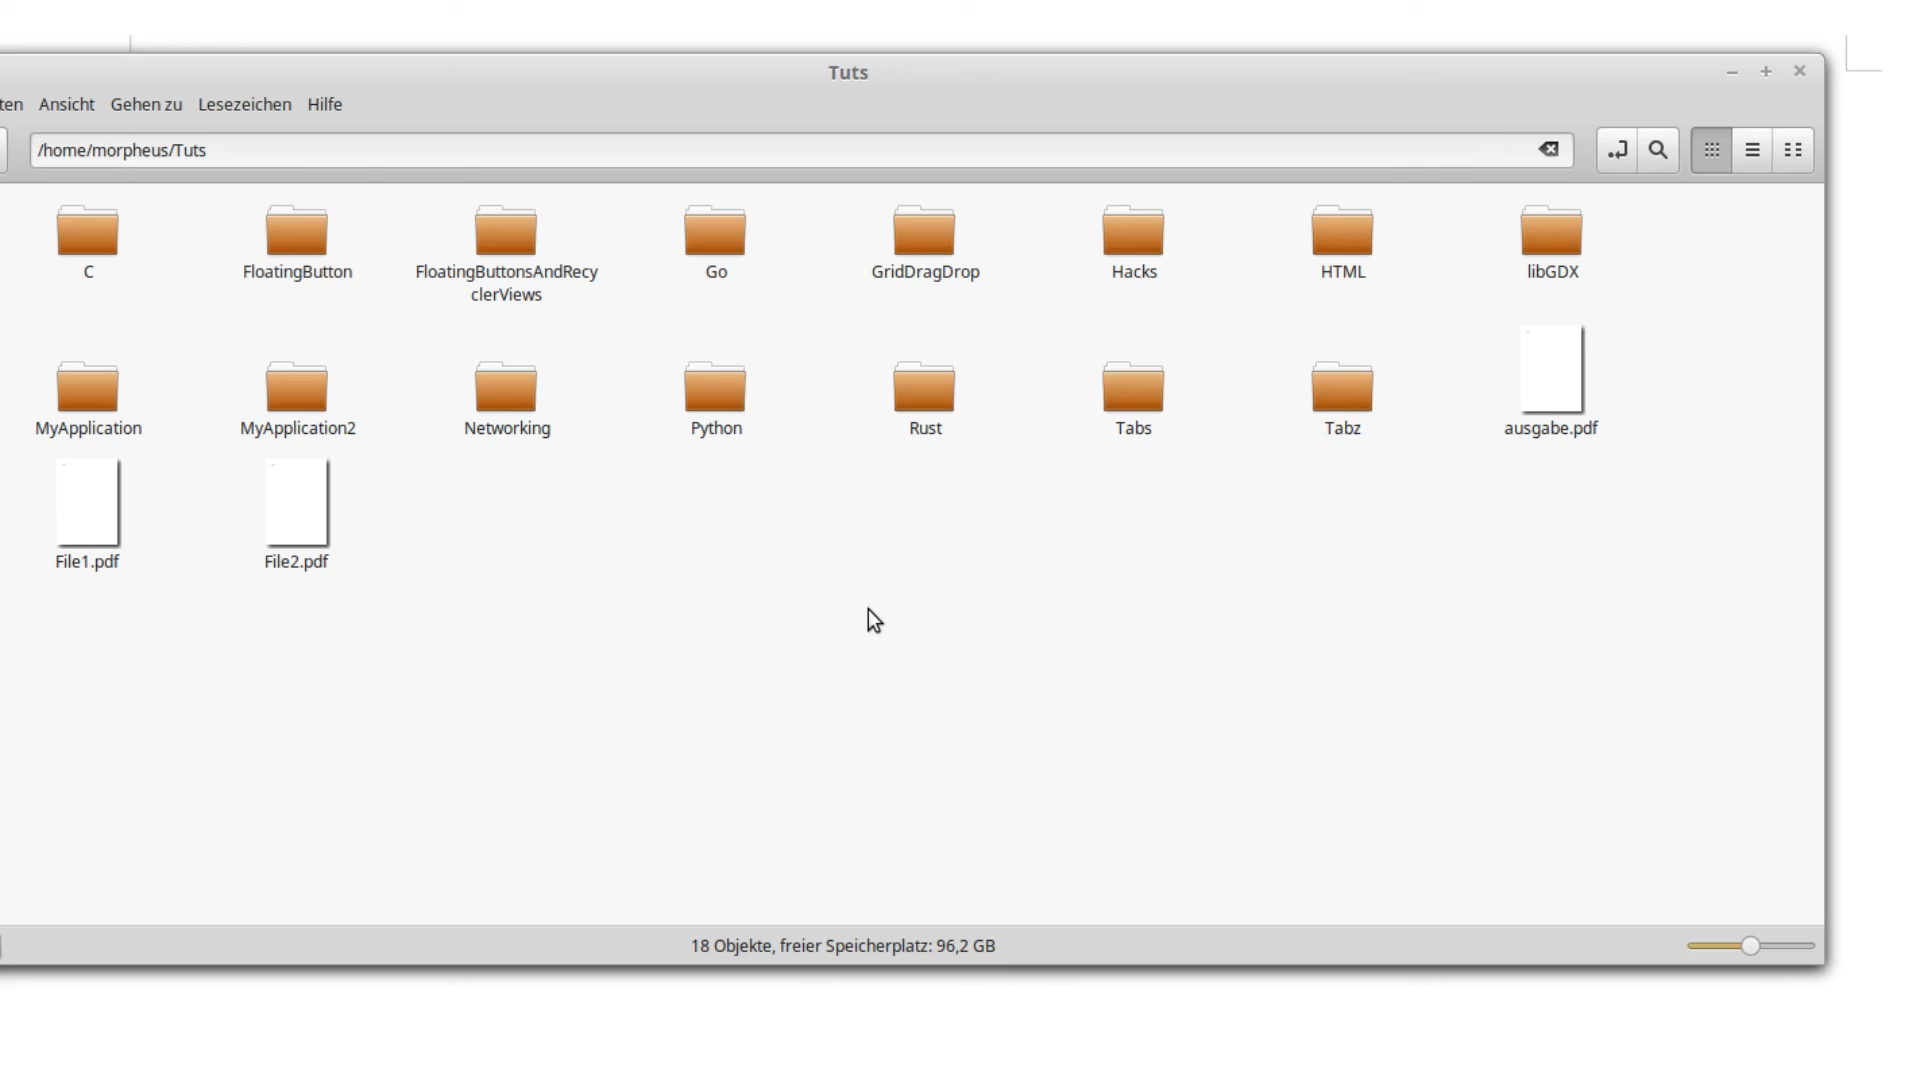 Tuts
ten Ansicht Gehen zu Lesezeichen Hilfe
/home/morpheus/Tuts
C FloatingButton FloatingButtonsAndRecy Go GridDragDrop Hacks HTML libGDX
clerViews
MyApplication MyApplication2 Networking Python Rust Tabs Tabz ausgabe.pdf
File1.pdf File2.pdf
18 Objekte, freier Speicherplatz: 96,2 GB